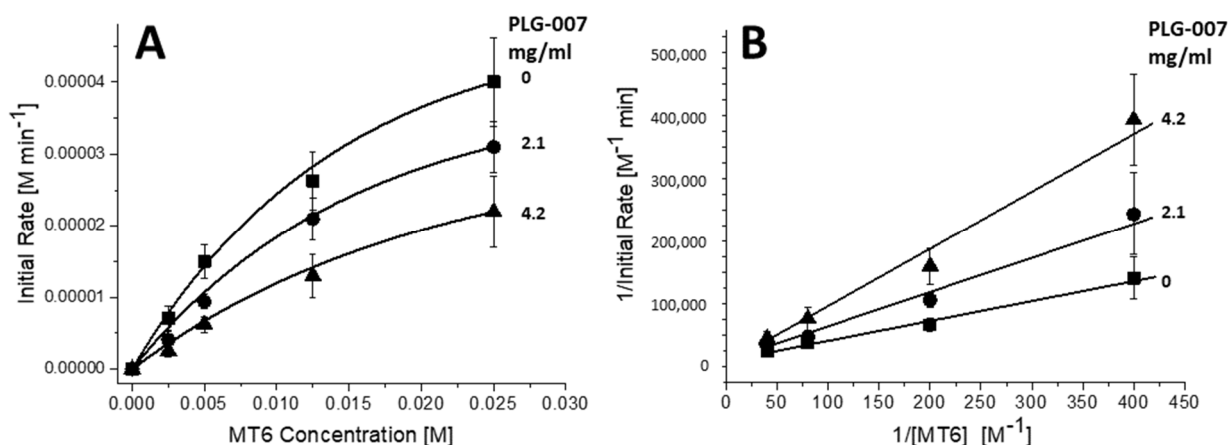 A
PLG-007
mg/ml
0
2.1
4.2
0.00004
0.00003
0.00002
0.00001
0.00000
Initial Rate [M min⁻¹]
0.000 0.005 0.010 0.015 0.020 0.025 0.030
MT6 Concentration [M]
B
PLG-007
mg/ml
4.2
2.1
0
500,000
400,000
300,000
200,000
100,000
0
1/Initial Rate [M⁻¹ min]
0 50 100 150 200 250 300 350 400 450
1/[MT6] [M⁻¹]